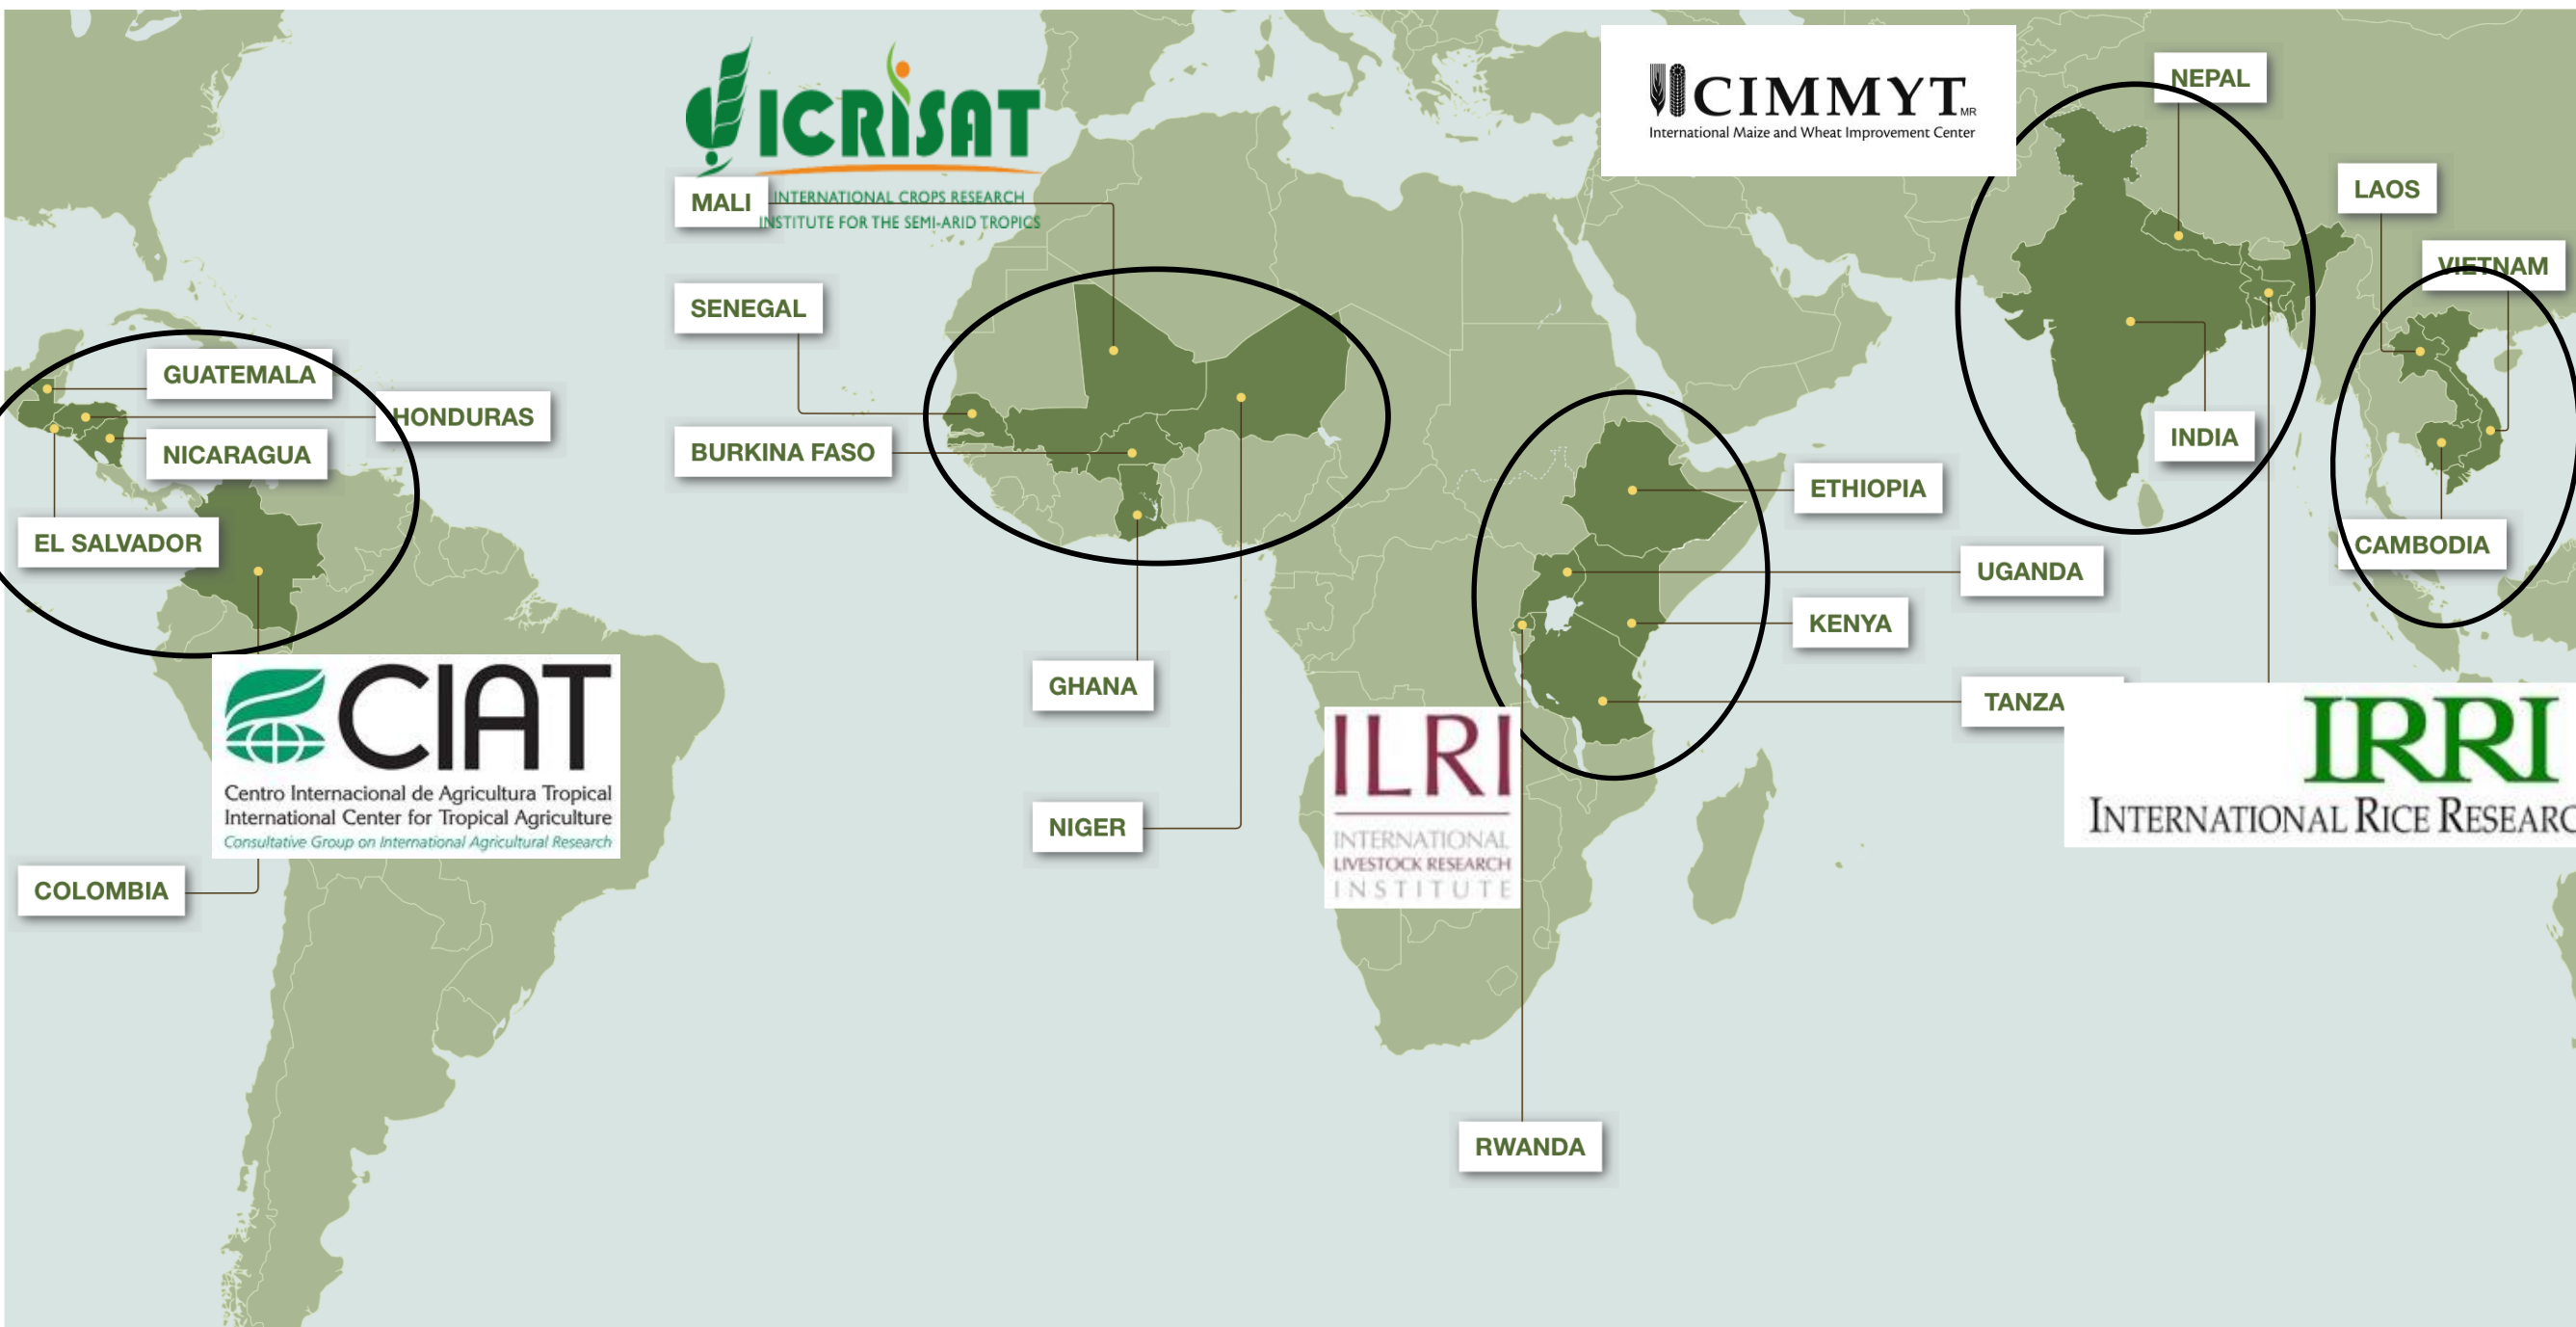 ICRISAT
INTERNATIONAL CROPS RESEARCH
INSTITUTE FOR THE SEMI-ARID TROPICS
CIMMYT MR
International Maize and Wheat Improvement Center
NEPAL
LAOS
MALI
VIETNAM
SENEGAL
GUATEMALA
HONDURAS
NICARAGUA
BURKINA FASO
INDIA
ETHIOPIA
EL SALVADOR
CAMBODIA
UGANDA
KENYA
GHANA
TANZA
CIAT
Centro Internacional de Agricultura Tropical
International Center for Tropical Agriculture
Consultative Group on International Agricultural Research
ILRI
INTERNATIONAL
LIVESTOCK RESEARCH
INSTITUTE
IRRI
INTERNATIONAL RICE RESEARC
NIGER
COLOMBIA
RWANDA